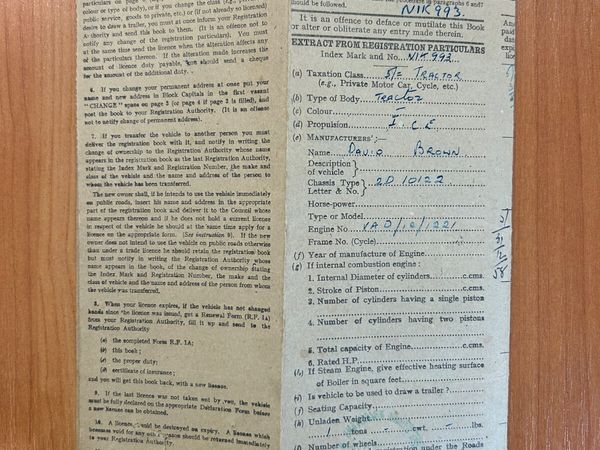 particulars on page
colour or type of body), or if you change the class (e.g.,
public service, goods to private, etc.) or (if not already so licensed)
desire to draw a trailer, you must at once inform your Registration
Authority and send this book to them. (It is an offence not to
notify any change of the registration particulars). You must
at the same time send the licence when the alteration affects any
of the particulars thereof. If the alteration made increases the
amount of licence duty payable, you should send a cheque
for the amount of the additional duty.
6. If you change your permanent address at once put your
name and new address in Block Capitals in the first vacant
"CHANGE" space on page 3 (or page 4 if page 3 is filled), and
post the book to your Registration Authority. (It is an offence
not to notify change of permanent address).
7. If you transfer the vehicle to another person you must
deliver the registration book with it, and notify in writing the
change of ownership to the Registration Authority whose name
appears in the registration book as the last Registration Authority,
stating the Index Mark and Registration Number, the make and
class of the vehicle and the name and address of the person to
whom the vehicle has been transferred.
The new owner shall, if he intends to use the vehicle immediately
on public roads, insert his name and address in the appropriate
part of the registration book and deliver it to the Council whose
name appears thereon and if he does not hold a current licence
in respect of the vehicle he should at the same time apply for a
licence on the appropriate form. (See instruction 9). If the new
owner does not intend to use the vehicle on public roads otherwise
than under a trade licence he should retain the registration book
but must notify in writing the Registration Authority whose
name appears in the book, of the change of ownership stating
the Index Mark and Registration Number, the make and the
class of vehicle and the name and address of the person from whom
the vehicle was transferred.
8. When your licence expires, if the vehicle has not changed
hands since the licence was issued, get a Renewal Form (R.F. 1A)
from your Registration Authority, fill it up and send to the
Registration Authority
(a) the completed Form R.F. 1A;
(b) this book;
(c) the proper duty;
(d) certificate of insurance;
and you will get this book back, with a new licence.
9. If the last licence was not taken out by you, the vehicle
must be fully declared on the appropriate Declaration Form before
a new licence can be obtained.
10. A licence should be destroyed on expiry. A licence which
becomes void for any other reason should be returned immediately
to your Registration Authority.
paragraphs 6 and 7
should be followed.
NIK 993.
It is an offence to deface or mutilate this Book
or alter or obliterate any entry made therein.
EXTRACT FROM REGISTRATION PARTICULARS
Index Mark and No. NIK 993
(a) Taxation Class 5/= TRACTOR
(e.g., Private Motor Car, Cycle, etc.)
(b) Type of Body TRACTOR
(c) Colour
(d) Propulsion I.C.E
(e) MANUFACTURERS':—
Name DAVID BROWN
Description of vehicle
Chassis Type Letter & No. 2D 10122
Horse-power
Type or Model
Engine No VAD/12/1221
Frame No. (Cycle)
(f) Year of manufacture of Engine
(g) If internal combustion engine:
1. Internal Diameter of cylinders c.cms.
2. Stroke of Piston c.cms.
3. Number of cylinders having a single piston
4. Number of cylinders having two pistons
5. Total capacity of Engine c.cms.
6. Rated H.P.
(h) If Steam Engine, give effective heating surface
of Boiler in square feet
(i) Is vehicle to be used to draw a trailer?
(j) Seating Capacity
(k) Unladen Weight
1 tons – cwt. – lbs.
(l) Number of wheels
registration under the Roads